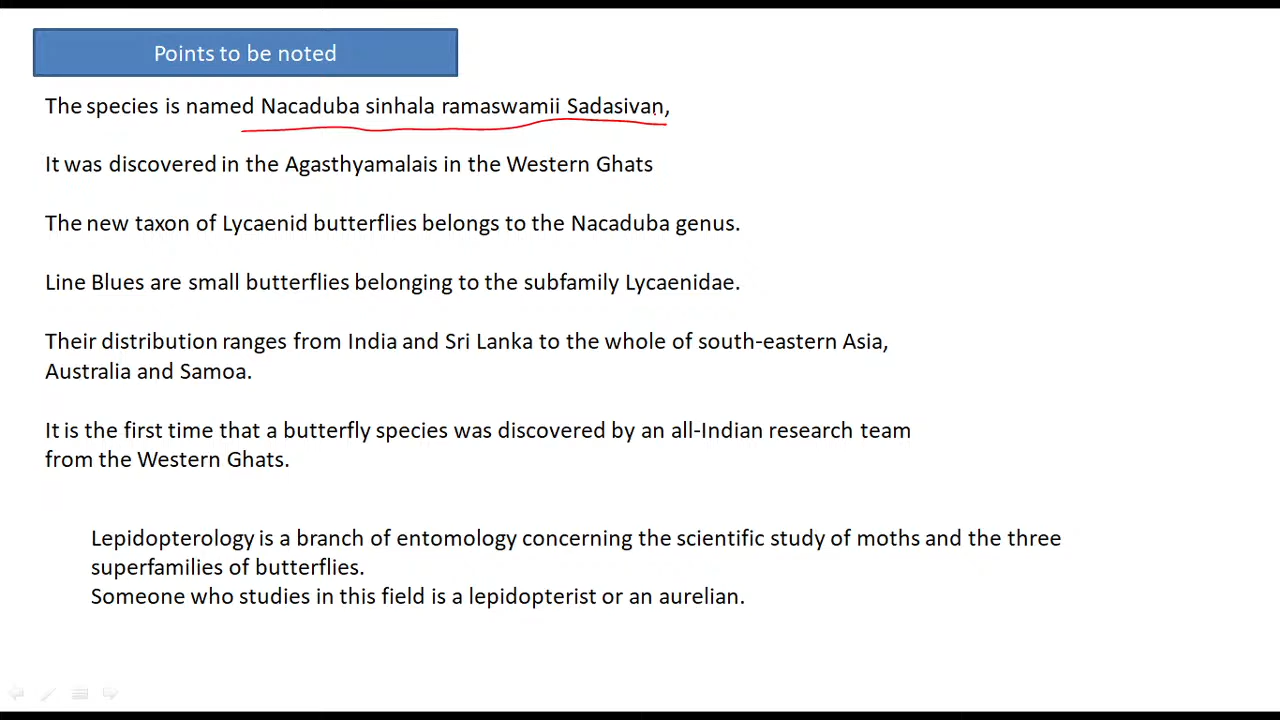 Points to be noted
The species is named Nacaduba sinhala ramaswamii Sadasivan,
It was discovered in the Agasthyamalais in the Western Ghats
The new taxon of Lycaenid butterflies belongs to the Nacaduba genus.
Line Blues are small butterflies belonging to the subfamily Lycaenidae.
Their distribution ranges from India and Sri Lanka to the whole of south-eastern Asia,
Australia and Samoa.
It is the first time that a butterfly species was discovered by an all-Indian research team
from the Western Ghats.
Lepidopterology is a branch of entomology concerning the scientific study of moths and the three
superfamilies of butterflies.
Someone who studies in this field is a lepidopterist or an aurelian.